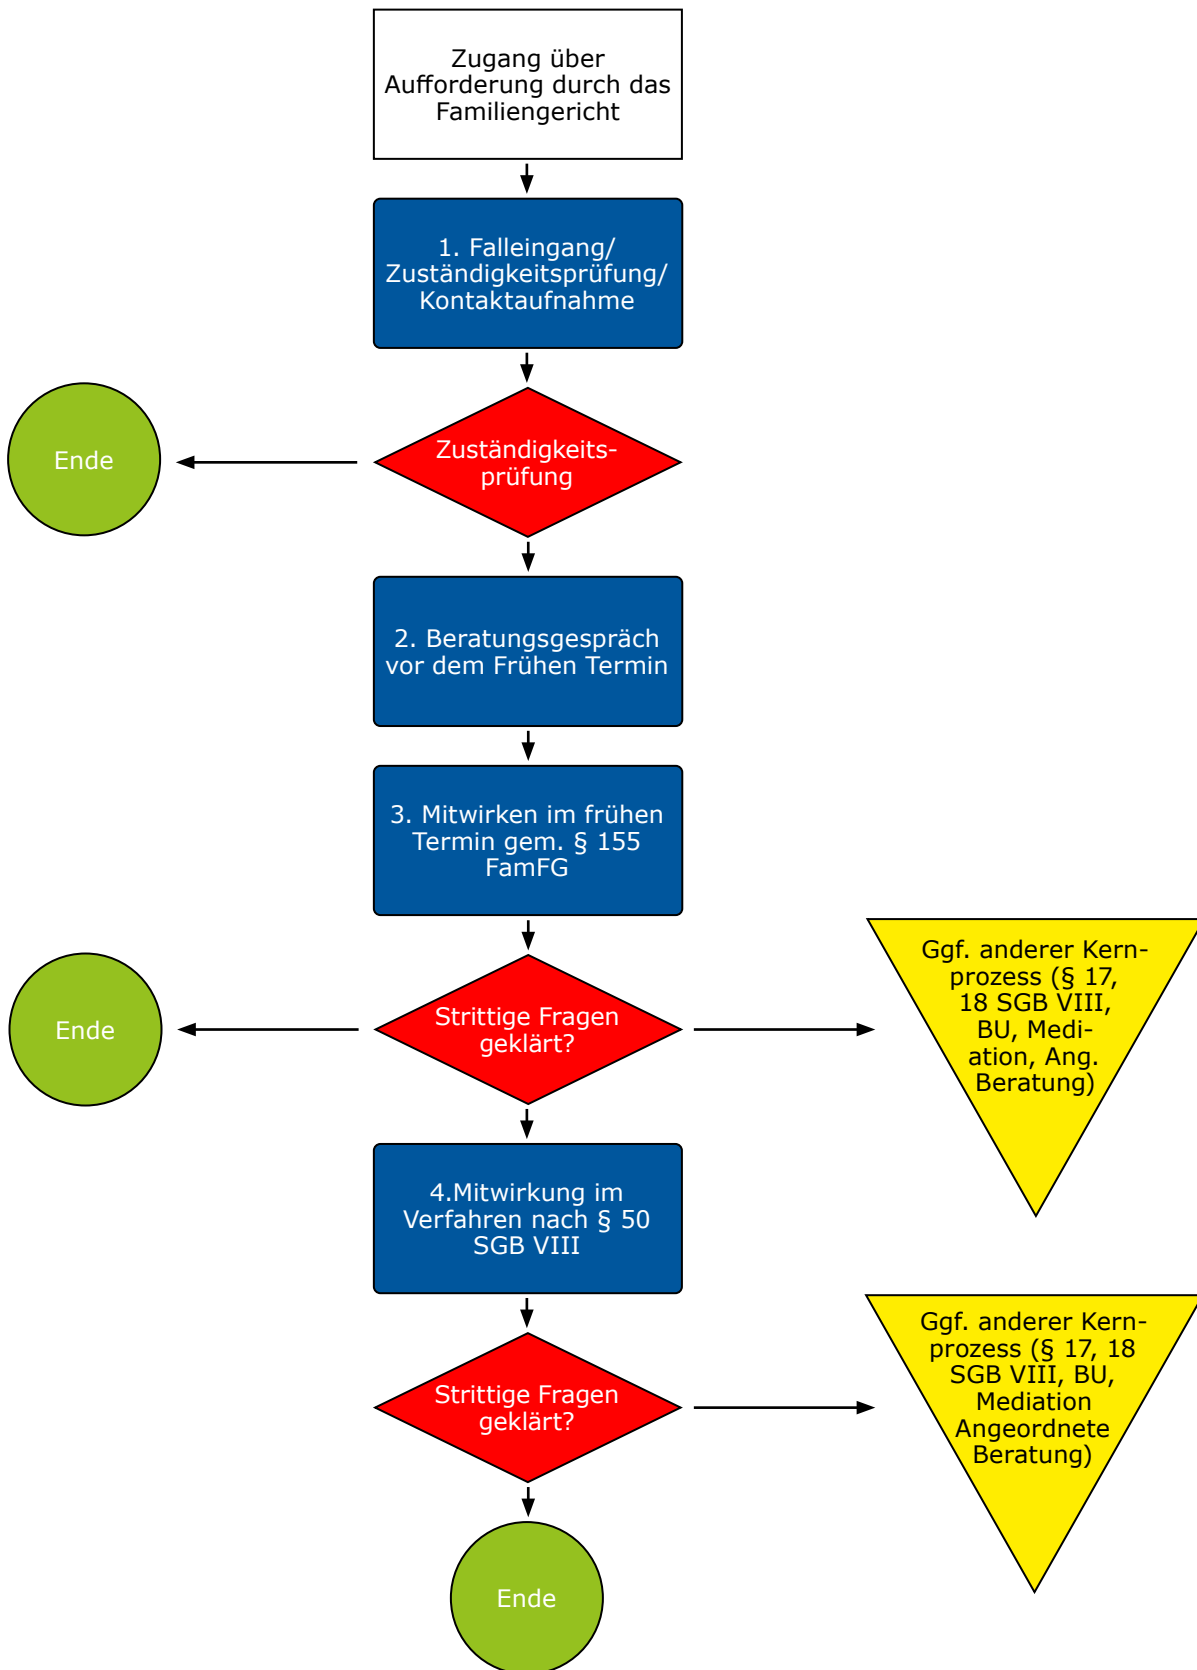 Zugang über
Aufforderung durch das
Familiengericht
1. Falleingang/
Zuständigkeitsprüfung/
Kontaktaufnahme
Ende
Zuständigkeits-
prüfung
2. Beratungsgespräch
vor dem Frühen Termin
3. Mitwirken im frühen
Termin gem. § 155
FamFG
Ende
Strittige Fragen
geklärt?
Ggf. anderer Kern-
prozess (§ 17,
18 SGB VIII,
BU, Medi-
ation, Ang.
Beratung)
4.Mitwirkung im
Verfahren nach § 50
SGB VIII
Strittige Fragen
geklärt?
Ggf. anderer Kern-
prozess (§ 17, 18
SGB VIII, BU,
Mediation
Angeordnete
Beratung)
Ende